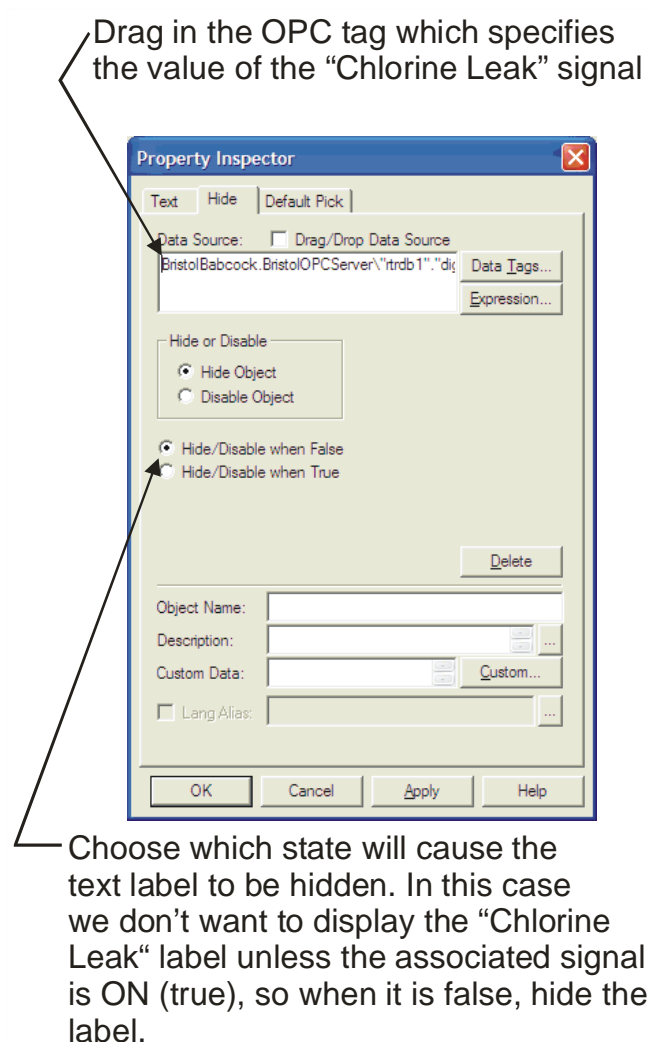 Drag in the OPC tag which specifies
the value of the “Chlorine Leak” signal
Property Inspector
Text Hide Default Pick
Data Source: Drag/Drop Data Source
BristolBabcock.BristolOPCServer\"rtrdb1"."dig
Data Tags...
Expression...
Hide or Disable
Hide Object
Disable Object
Hide/Disable when False
Hide/Disable when True
Delete
Object Name:
Description:
...
Custom Data:
Custom...
Lang Alias:
...
OK Cancel Apply Help
Choose which state will cause the
text label to be hidden. In this case
we don’t want to display the “Chlorine
Leak“ label unless the associated signal
is ON (true), so when it is false, hide the
label.